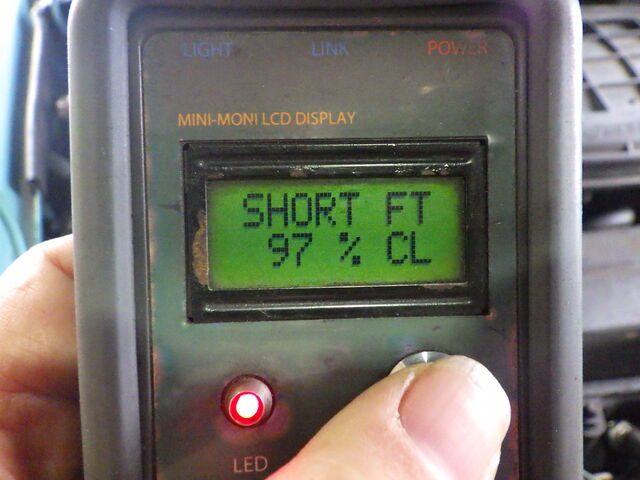 LIGHT LINK POWER
MINI-MONI LCD DISPLAY
SHORT FT
97 % CL
LED